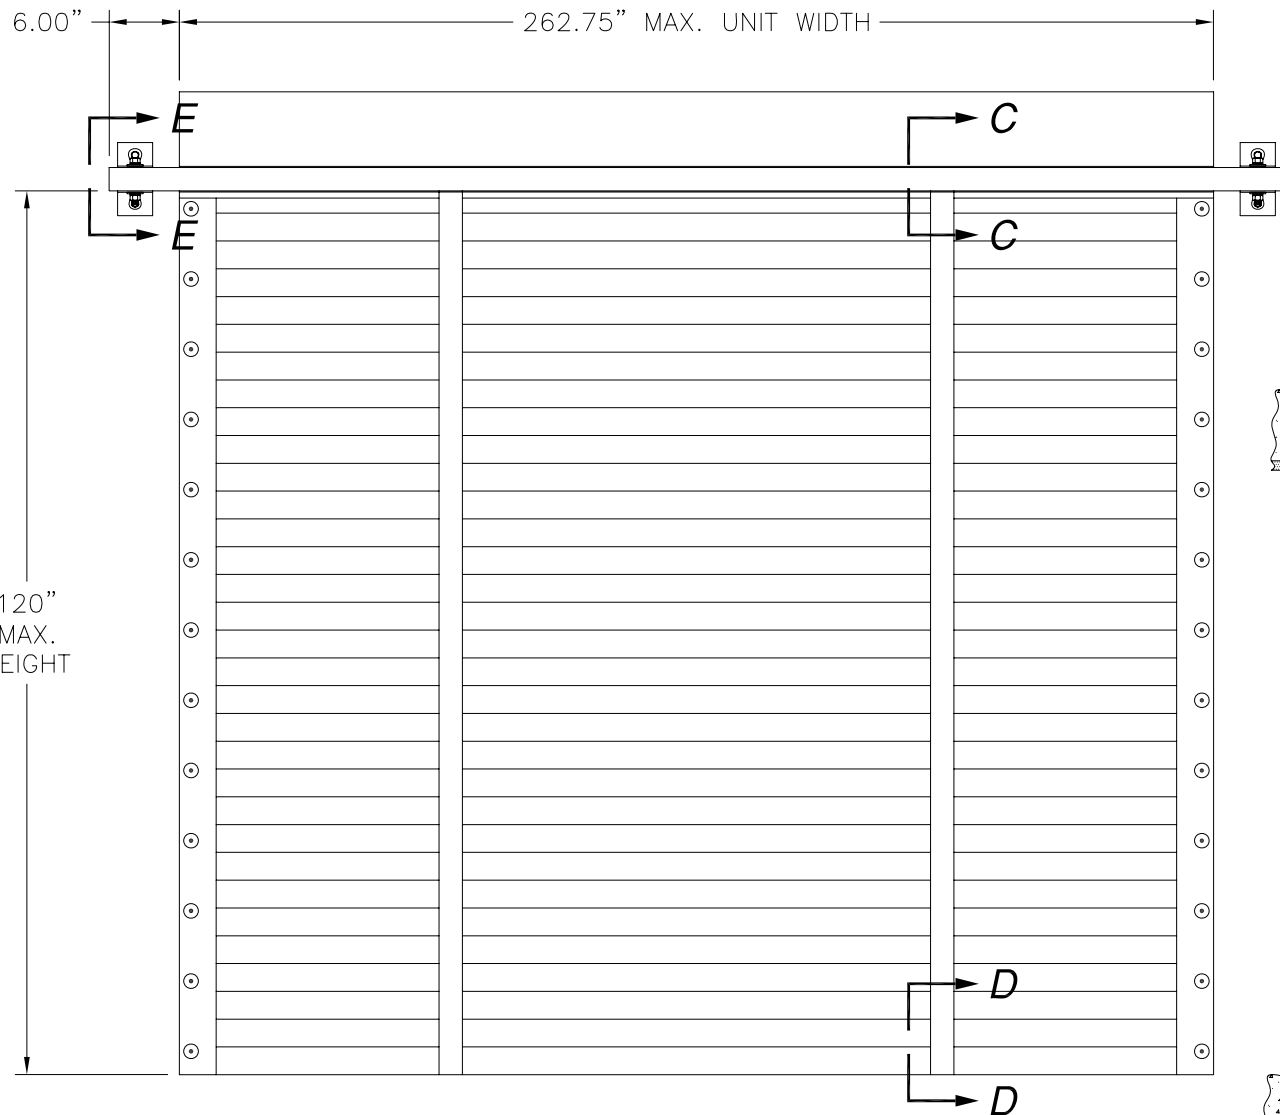 6.00” 262.75” MAX. UNIT WIDTH
E C
E C
120”
MAX.
EIGHT
D
D